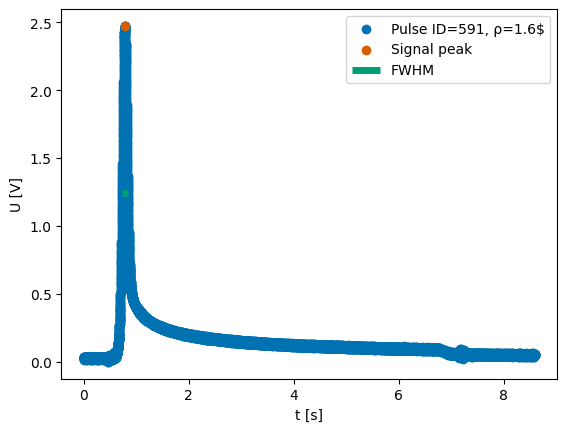 2.5
2.0
1.5
1.0
0.5
0.0
U [V]
Pulse ID=591, ρ=1.6$
Signal peak
FWHM
0
2
4
6
8
t [s]